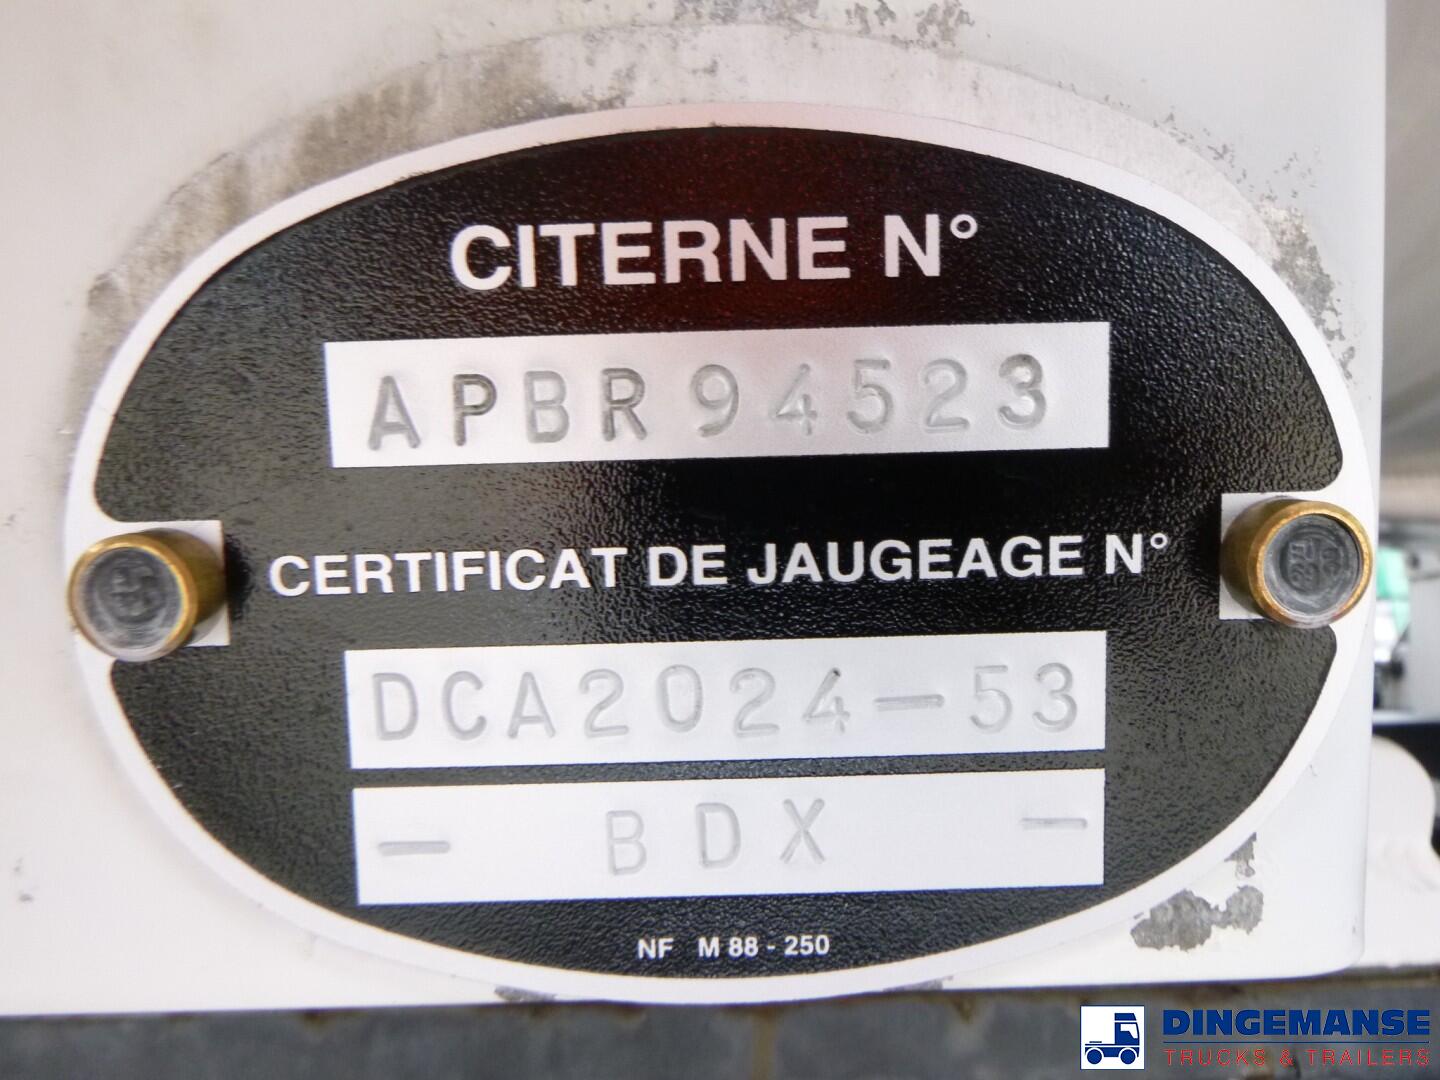 CITERNE N°
APBR94523
CERTIFICAT DE JAUGEAGE N°
DCA2024-53
- BDX -
NF M 88 - 250
DINGEMANSE
TRUCKS & TRAILERS